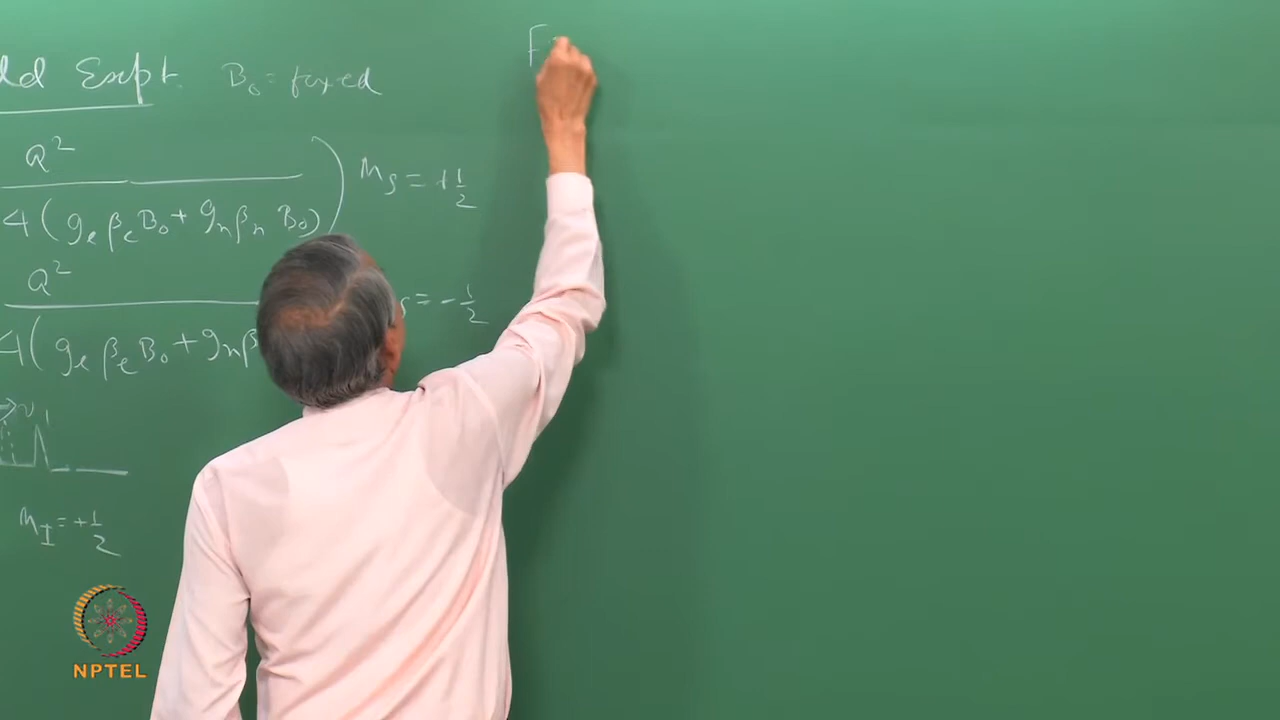 ld Expt. B₀ = fixed
F
a²
4 ( gₑ βₑ B₀ + gₙ βₙ B₀ ) M_S = +1/2
a²
4 ( gₑ βₑ B₀ + gₙ β = -1/2
→ ν₁
M_I = +1/2
NPTEL